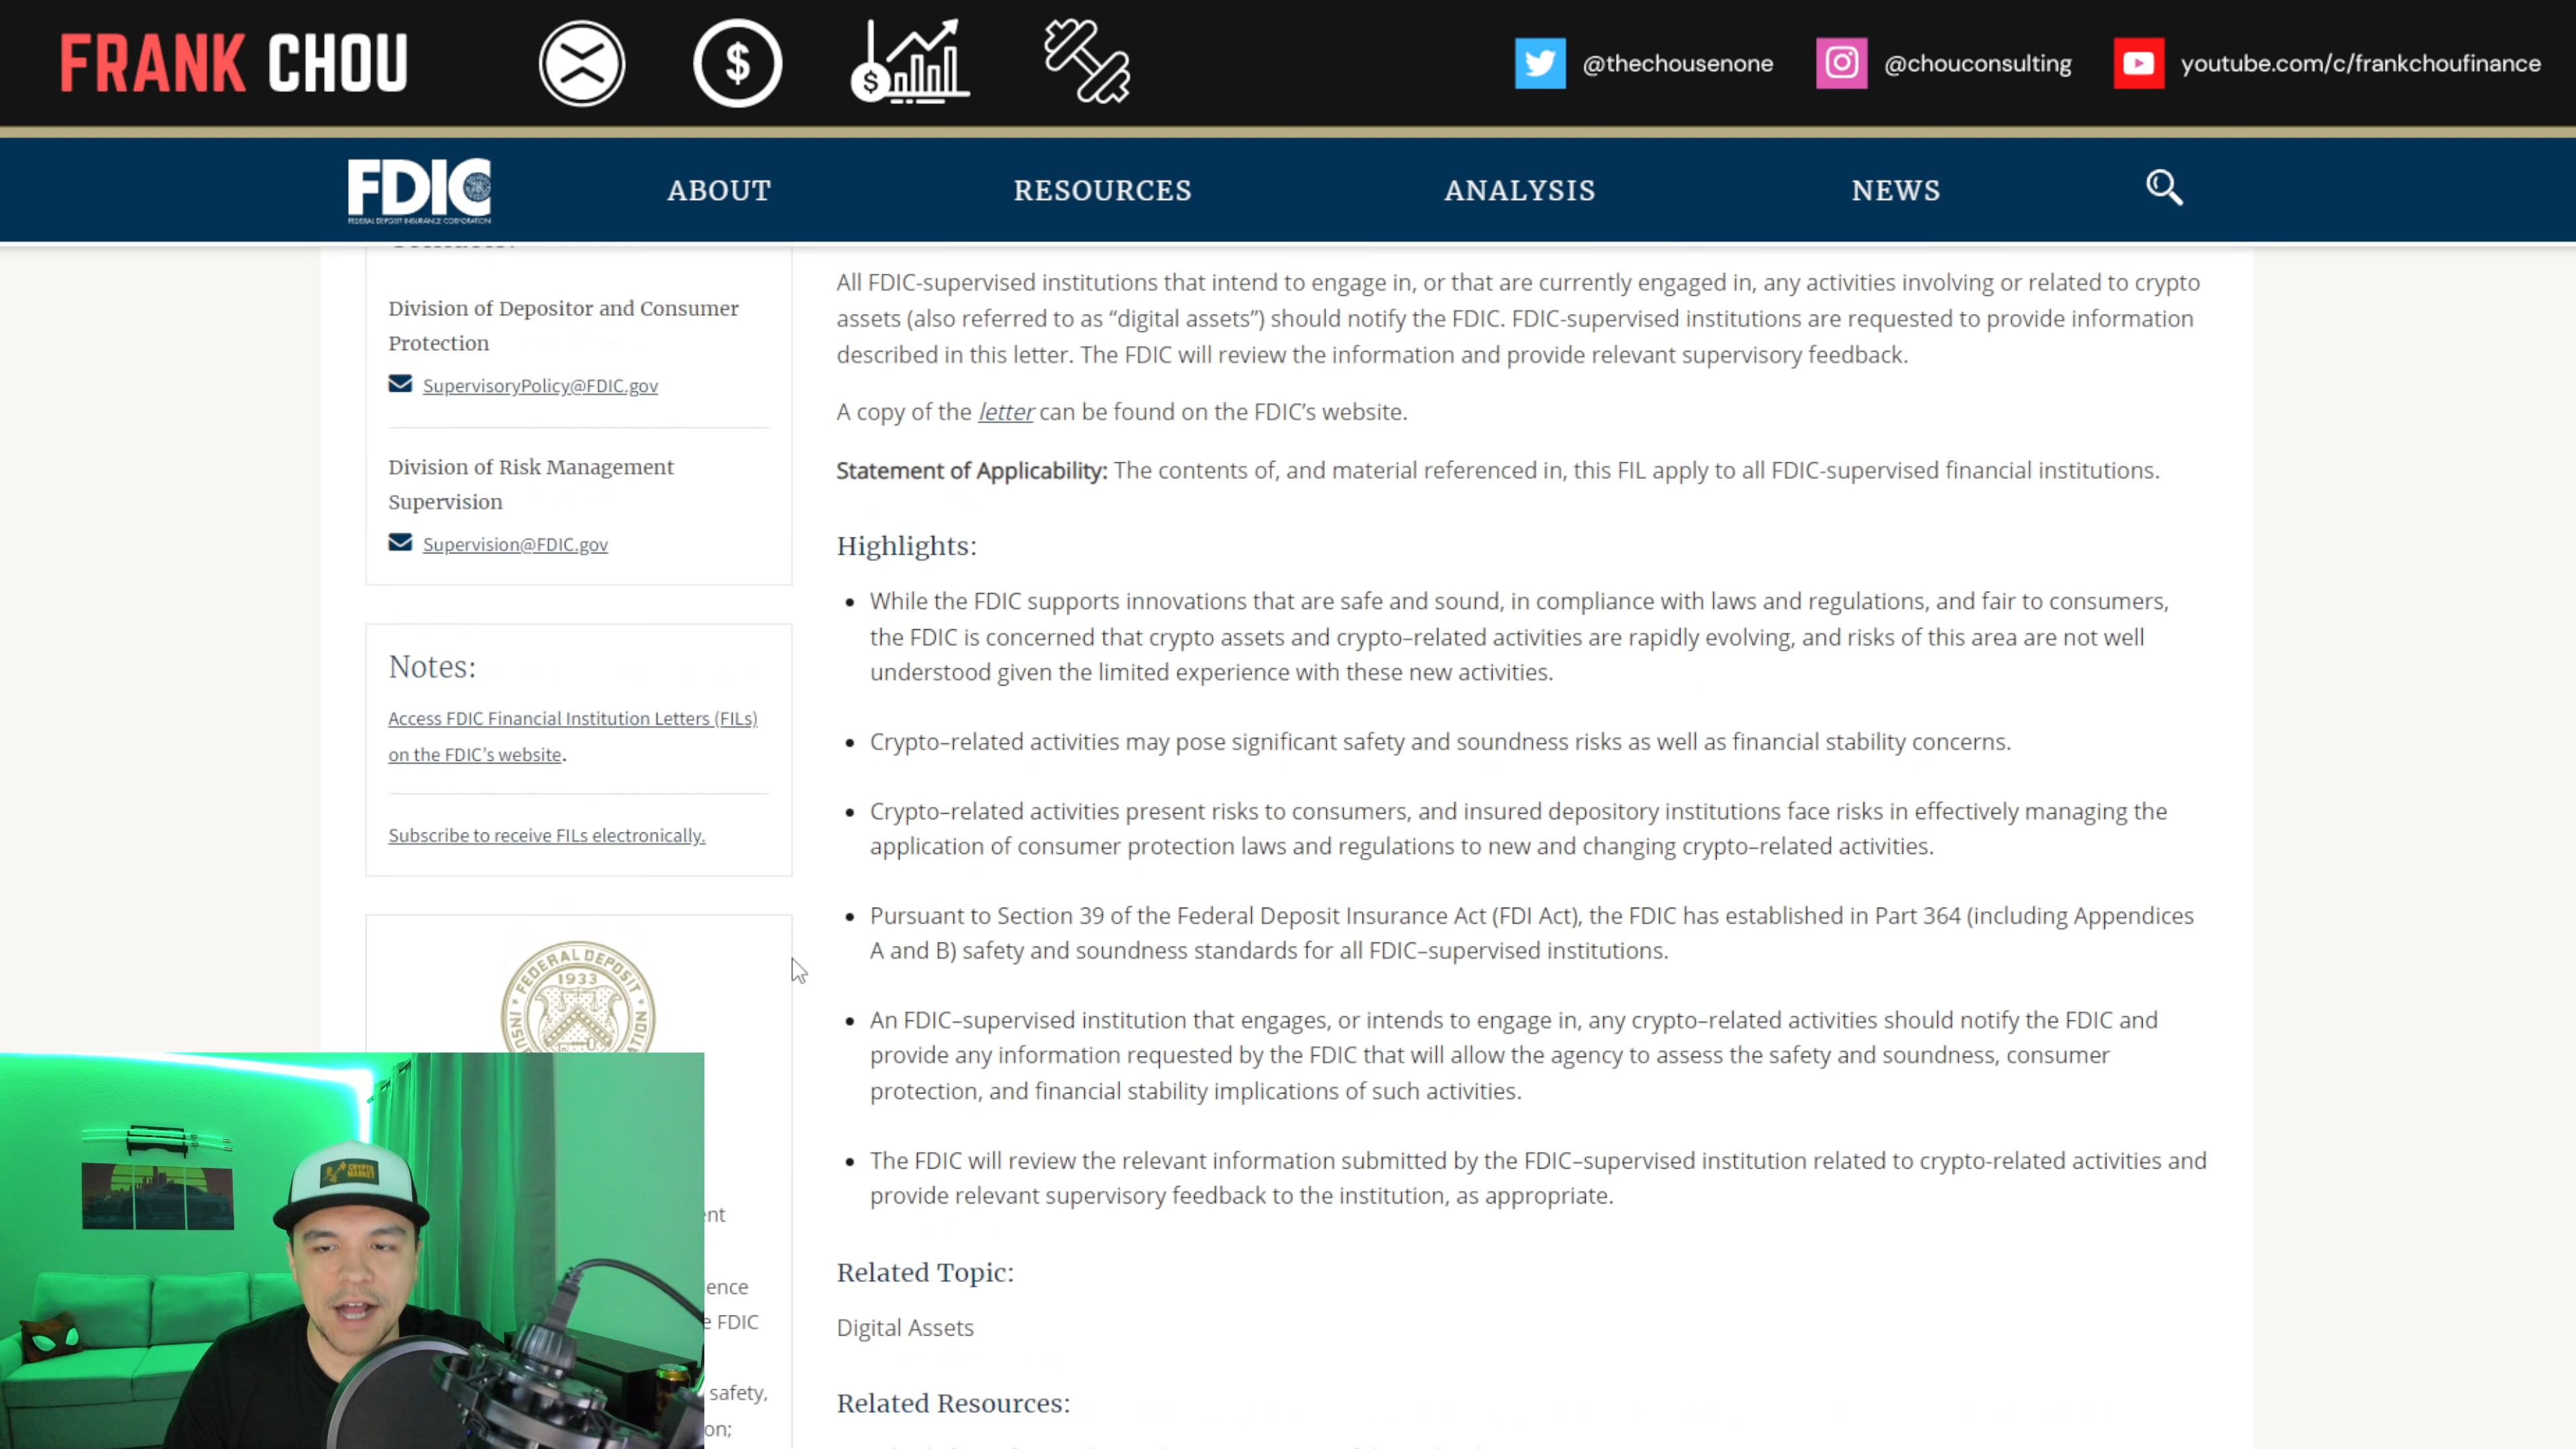 FRANK CHOU
@thechousenone
@chouconsulting
youtube.com/c/frankchoufinance
FDIC
FEDERAL DEPOSIT INSURANCE CORPORATION
ABOUT
RESOURCES
ANALYSIS
NEWS
Division of Depositor and Consumer
Protection
SupervisoryPolicy@FDIC.gov
Division of Risk Management
Supervision
Supervision@FDIC.gov
Notes:
Access FDIC Financial Institution Letters (FILs)
on the FDIC’s website.
Subscribe to receive FILs electronically.
FEDERAL DEPOSIT
1933
CRYPTO
MARKET
ent
ence
e FDIC
safety,
on;
All FDIC-supervised institutions that intend to engage in, or that are currently engaged in, any activities involving or related to crypto
assets (also referred to as “digital assets”) should notify the FDIC. FDIC-supervised institutions are requested to provide information
described in this letter. The FDIC will review the information and provide relevant supervisory feedback.
A copy of the letter can be found on the FDIC’s website.
Statement of Applicability: The contents of, and material referenced in, this FIL apply to all FDIC-supervised financial institutions.
Highlights:
• While the FDIC supports innovations that are safe and sound, in compliance with laws and regulations, and fair to consumers,
the FDIC is concerned that crypto assets and crypto–related activities are rapidly evolving, and risks of this area are not well
understood given the limited experience with these new activities.
• Crypto–related activities may pose significant safety and soundness risks as well as financial stability concerns.
• Crypto–related activities present risks to consumers, and insured depository institutions face risks in effectively managing the
application of consumer protection laws and regulations to new and changing crypto–related activities.
• Pursuant to Section 39 of the Federal Deposit Insurance Act (FDI Act), the FDIC has established in Part 364 (including Appendices
A and B) safety and soundness standards for all FDIC–supervised institutions.
• An FDIC–supervised institution that engages, or intends to engage in, any crypto–related activities should notify the FDIC and
provide any information requested by the FDIC that will allow the agency to assess the safety and soundness, consumer
protection, and financial stability implications of such activities.
• The FDIC will review the relevant information submitted by the FDIC–supervised institution related to crypto-related activities and
provide relevant supervisory feedback to the institution, as appropriate.
Related Topic:
Digital Assets
Related Resources: